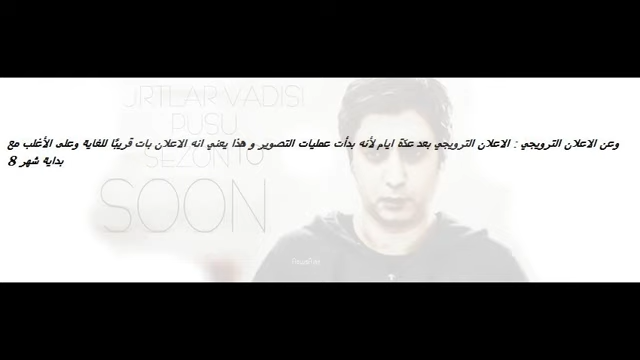 URTLAR VADISI
PUSU
وعن الاعلان الترويجي : الاعلان الترويجي بعد عدة ايام لأنه بدأت عمليات التصوير و هذا يعني انه الاعلان بات قريبًا للغاية وعلى الأغلب مع
بداية شهر 8
SEZON 10
SOON